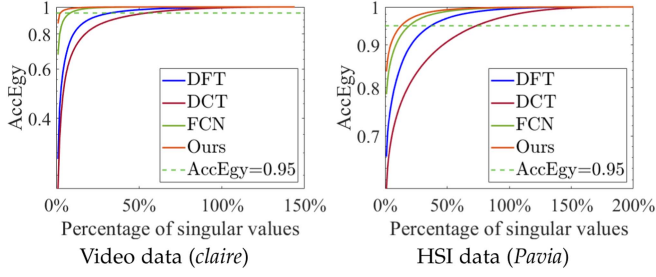 1
0.8
0.6
0.4
AccEgy
DFT
DCT
FCN
Ours
AccEgy=0.95
0%
50%
100%
150%
Percentage of singular values
Video data (claire)
1
0.9
0.8
0.7
AccEgy
DFT
DCT
FCN
Ours
AccEgy=0.95
0%
50%
100%
150%
200%
Percentage of singular values
HSI data (Pavia)